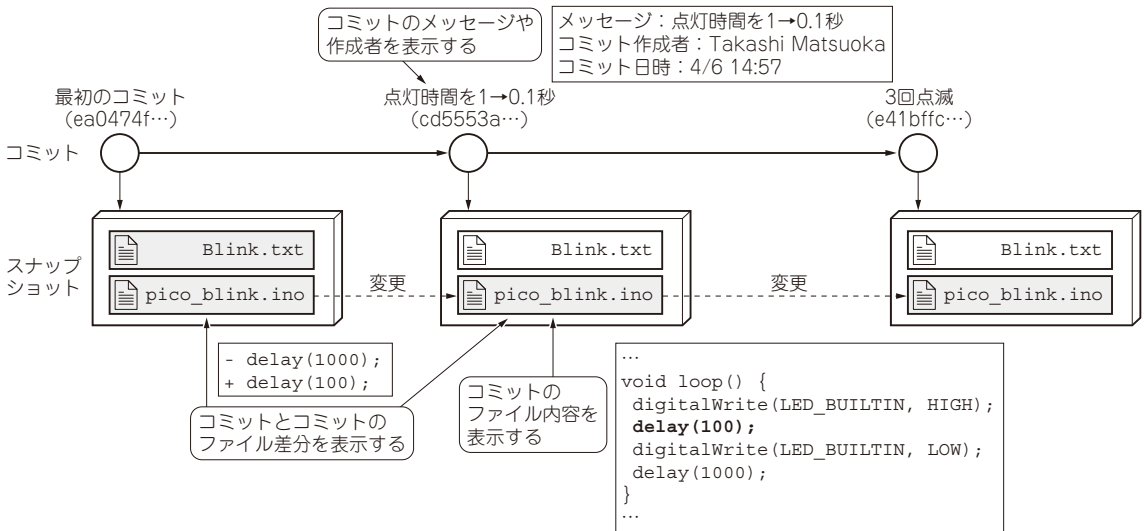 コミットのメッセージや
作成者を表示する
メッセージ：点灯時間を1→0.1秒
コミット作成者：Takashi Matsuoka
コミット日時：4/6 14:57
最初のコミット
（ea0474f…）
点灯時間を1→0.1秒
（cd5553a…）
3回点滅
（e41bffc…）
コミット
スナップ
ショット
Blink.txt
pico_blink.ino
変更
Blink.txt
pico_blink.ino
変更
Blink.txt
pico_blink.ino
- delay(1000);
+ delay(100);
コミットとコミットの
ファイル差分を表示する
コミットの
ファイル内容を
表示する
…
void loop() {
digitalWrite(LED_BUILTIN, HIGH);
delay(100);
digitalWrite(LED_BUILTIN, LOW);
delay(1000);
}
…